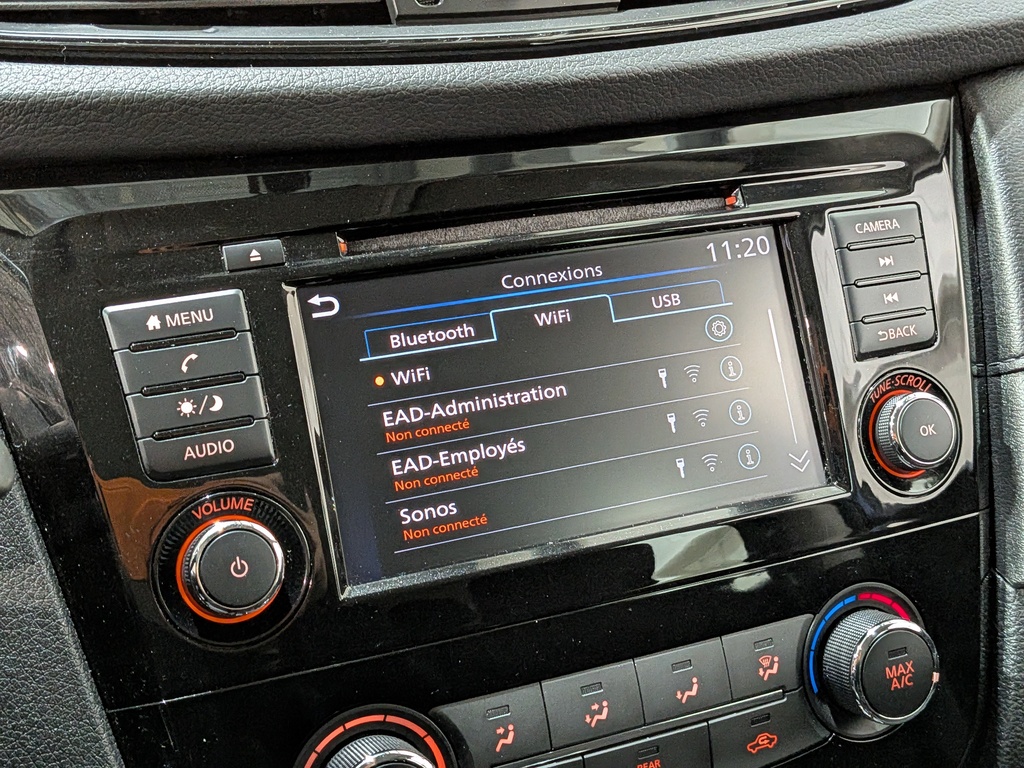 CAMERA
11:20
Connexions
Bluetooth
WiFi
USB
MENU
BACK
WiFi
EAD-Administration
Non connecté
EAD-Employés
Non connecté
Sonos
Non connecté
AUDIO
TUNE·SCROLL
OK
VOLUME
MAX
A/C
REAR